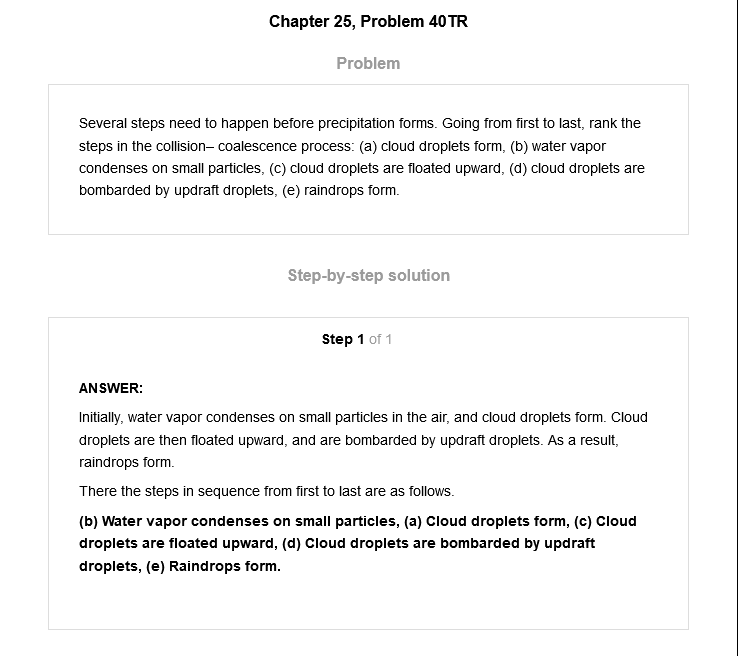 Chapter 25, Problem 40TR
Problem
Several steps need to happen before precipitation forms. Going from first to last, rank the
steps in the collision– coalescence process: (a) cloud droplets form, (b) water vapor
condenses on small particles, (c) cloud droplets are floated upward, (d) cloud droplets are
bombarded by updraft droplets, (e) raindrops form.
Step-by-step solution
Step 1 of 1
ANSWER:
Initially, water vapor condenses on small particles in the air, and cloud droplets form. Cloud
droplets are then floated upward, and are bombarded by updraft droplets. As a result,
raindrops form.
There the steps in sequence from first to last are as follows.
(b) Water vapor condenses on small particles, (a) Cloud droplets form, (c) Cloud
droplets are floated upward, (d) Cloud droplets are bombarded by updraft
droplets, (e) Raindrops form.